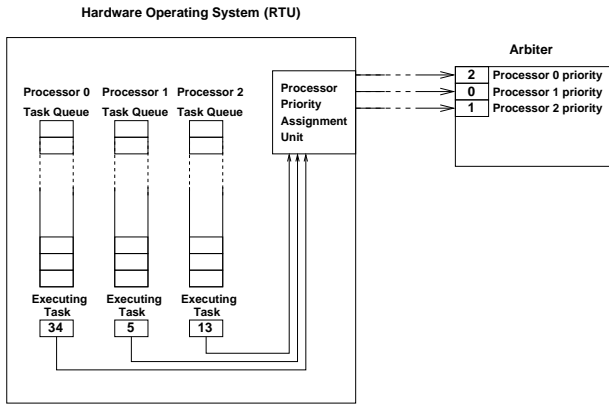 Hardware Operating System (RTU)
Arbiter
Processor 0 Processor 1 Processor 2
Task Queue Task Queue Task Queue
Processor
Priority
Assignment
Unit
2 Processor 0 priority
0 Processor 1 priority
1 Processor 2 priority
Executing Executing Executing
Task Task Task
34 5 13